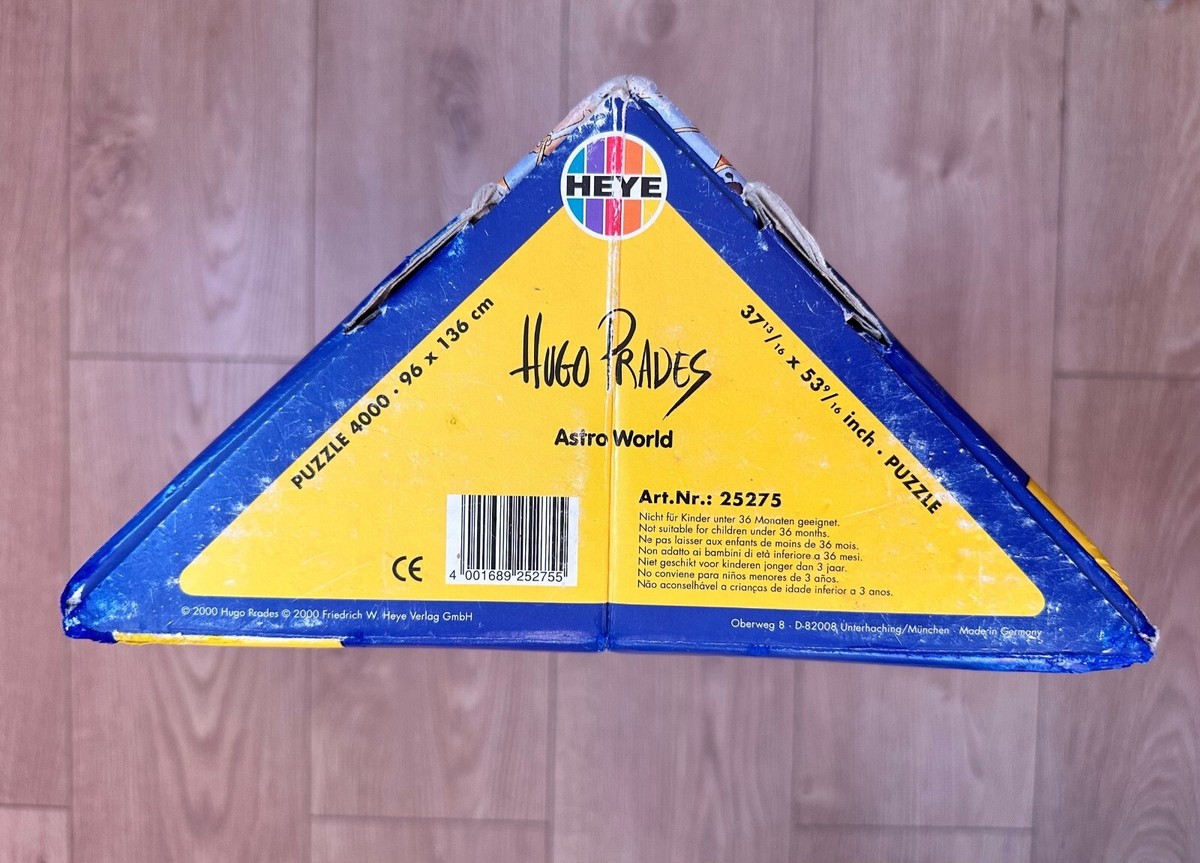 HEYE
PUZZLE 4000 · 96 x 136 cm
37 13/16 x 53 9/16 inch · PUZZLE
HUGO PRADES
Astro World
Art.Nr.: 25275
Nicht für Kinder unter 36 Monaten geeignet.
Not suitable for children under 36 months.
Ne pas laisser aux enfants de moins de 36 mois.
Non adatto ai bambini di età inferiore a 36 mesi.
Niet geschikt voor kinderen jonger dan 3 jaar.
No conviene para niños menores de 3 años.
Não aconselhável a crianças de idade inferior a 3 anos.
CE
4 001689 252755
© 2000 Hugo Prades © 2000 Friedrich W. Heye Verlag GmbH
Oberweg 8 · D-82008 Unterhaching/München · Made in Germany